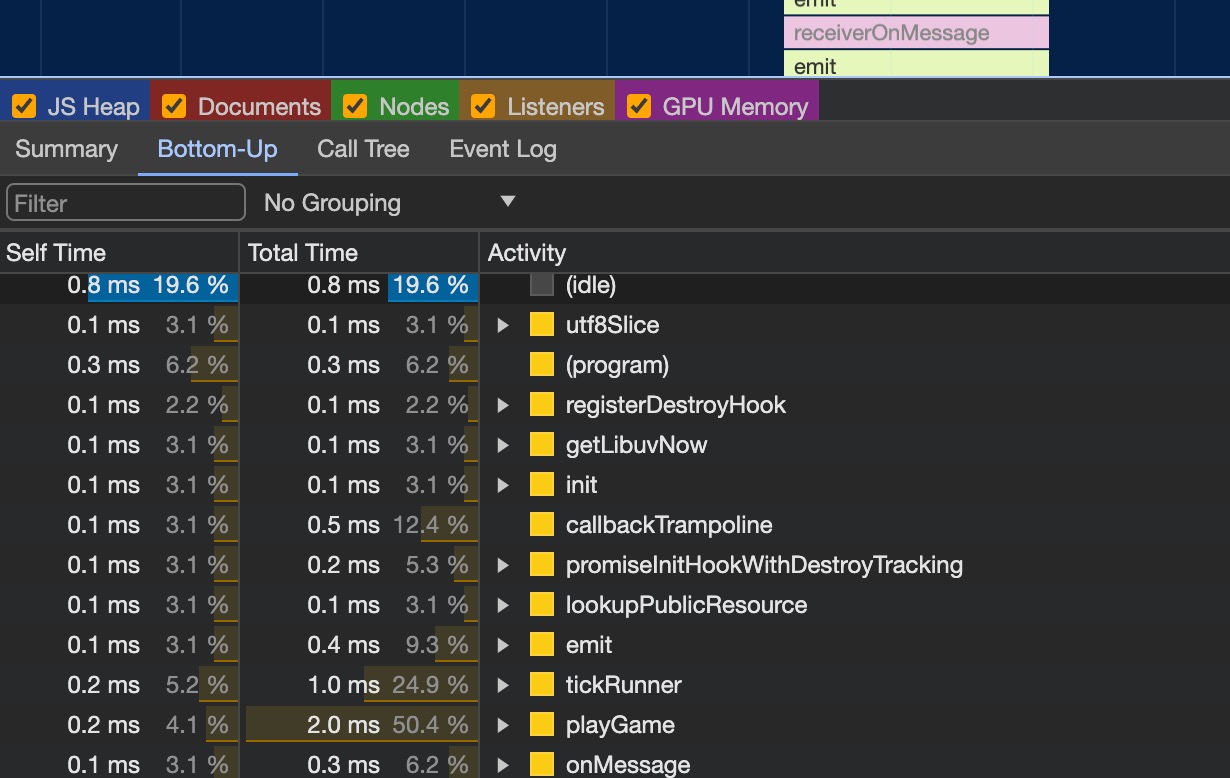 emit
receiverOnMessage
emit
JS Heap Documents Nodes Listeners GPU Memory
Summary Bottom-Up Call Tree Event Log
Filter No Grouping
Self Time Total Time Activity
0.8 ms 19.6 % 0.8 ms 19.6 % (idle)
0.1 ms 3.1 % 0.1 ms 3.1 % utf8Slice
0.3 ms 6.2 % 0.3 ms 6.2 % (program)
0.1 ms 2.2 % 0.1 ms 2.2 % registerDestroyHook
0.1 ms 3.1 % 0.1 ms 3.1 % getLibuvNow
0.1 ms 3.1 % 0.1 ms 3.1 % init
0.1 ms 3.1 % 0.5 ms 12.4 % callbackTrampoline
0.1 ms 3.1 % 0.2 ms 5.3 % promiseInitHookWithDestroyTracking
0.1 ms 3.1 % 0.1 ms 3.1 % lookupPublicResource
0.1 ms 3.1 % 0.4 ms 9.3 % emit
0.2 ms 5.2 % 1.0 ms 24.9 % tickRunner
0.2 ms 4.1 % 2.0 ms 50.4 % playGame
0.1 ms 3.1 % 0.3 ms 6.2 % onMessage